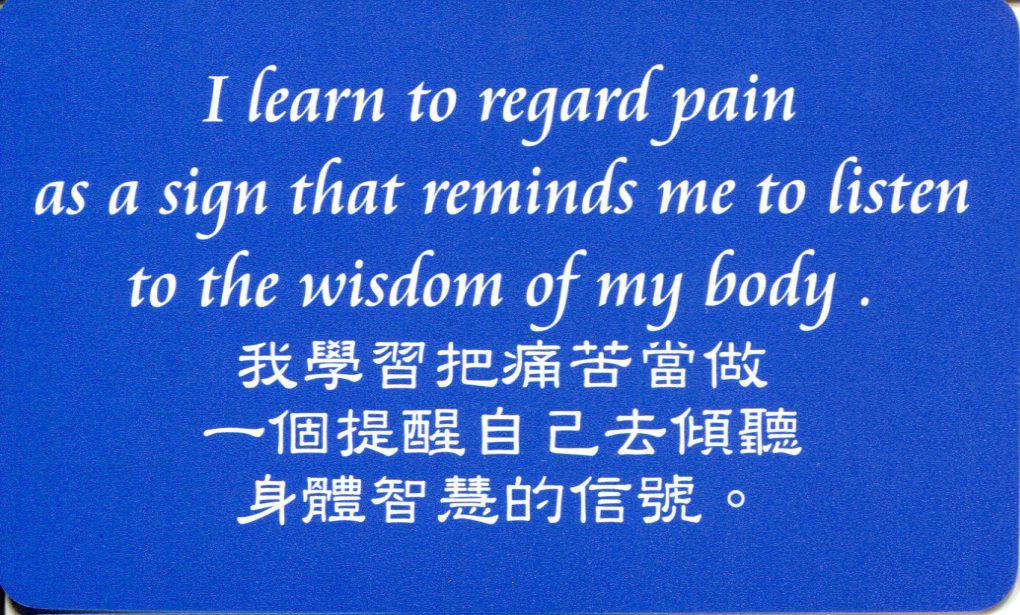 I learn to regard pain
as a sign that reminds me to listen
to the wisdom of my body .
我學習把痛苦當做
一個提醒自己去傾聽
身體智慧的信號。